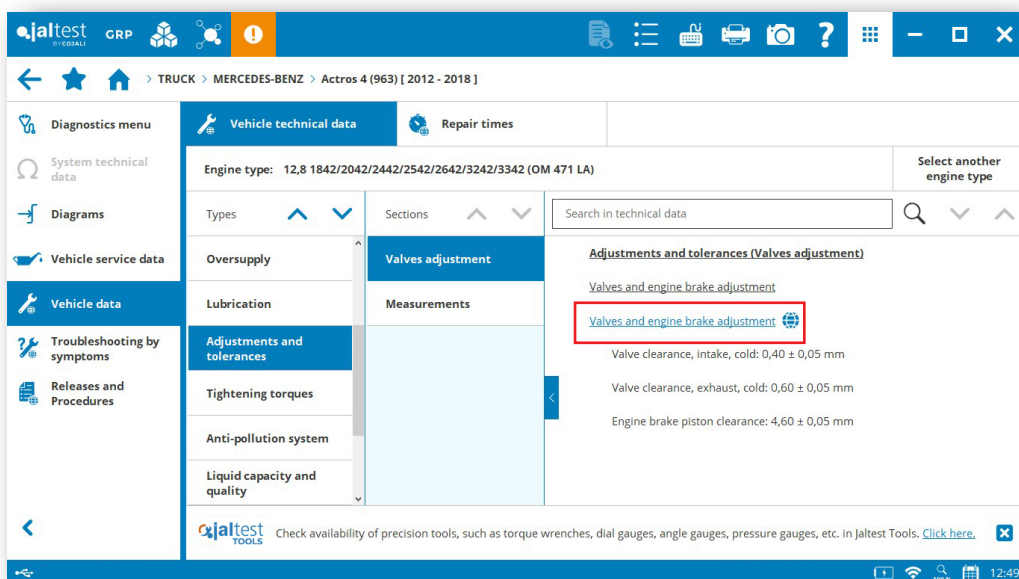 jaltest GRP
BY COJALI
> TRUCK > MERCEDES-BENZ > Actros 4 (963) [ 2012 - 2018 ]
Diagnostics menu
System technical
data
Diagrams
Vehicle service data
Vehicle data
Troubleshooting by
symptoms
Releases and
Procedures
Vehicle technical data
Repair times
Engine type: 12,8 1842/2042/2442/2542/2642/3242/3342 (OM 471 LA)
Select another
engine type
Types
Sections
Search in technical data
Oversupply
Lubrication
Adjustments and
tolerances
Tightening torques
Anti-pollution system
Liquid capacity and
quality
Valves adjustment
Measurements
Adjustments and tolerances (Valves adjustment)
Valves and engine brake adjustment
Valves and engine brake adjustment
Valve clearance, intake, cold: 0,40 ± 0,05 mm
Valve clearance, exhaust, cold: 0,60 ± 0,05 mm
Engine brake piston clearance: 4,60 ± 0,05 mm
jaltest
TOOLS
Check availability of precision tools, such as torque wrenches, dial gauges, angle gauges, pressure gauges, etc. in Jaltest Tools. Click here.
12:49